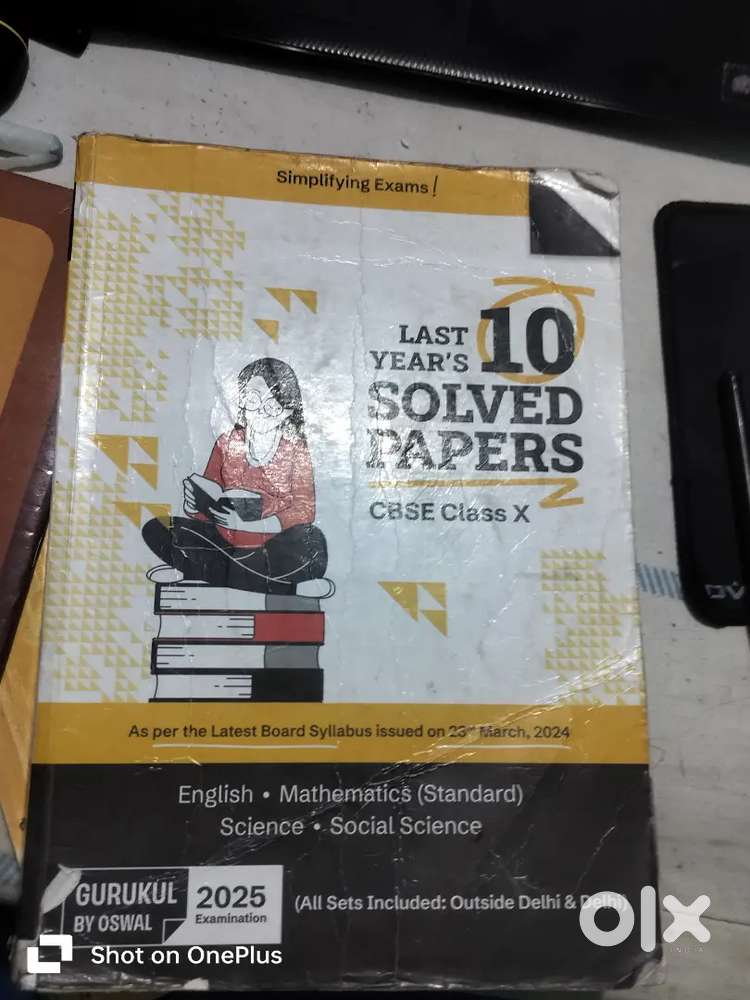 Simplifying Exams!
LAST
YEAR'S 10
SOLVED
PAPERS
CBSE Class X
As per the Latest Board Syllabus issued on 23rd March, 2024
English • Mathematics (Standard)
Science • Social Science
GURUKUL
BY OSWAL
2025
Examination
(All Sets Included: Outside Delhi & Delhi)
olx
INDIA
Shot on OnePlus